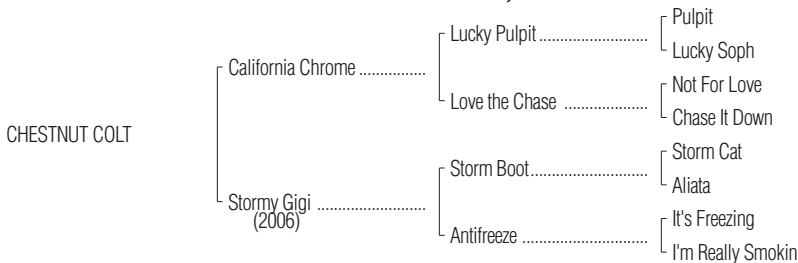 Pulpit
Lucky Pulpit ...........................
Lucky Soph
California Chrome ................
Not For Love
Love the Chase .....................
Chase It Down
CHESTNUT COLT
Storm Cat
Storm Boot.............................
Aliata
Stormy Gigi ...........................
(2006)
It's Freezing
Antifreeze ...............................
I'm Really Smokin